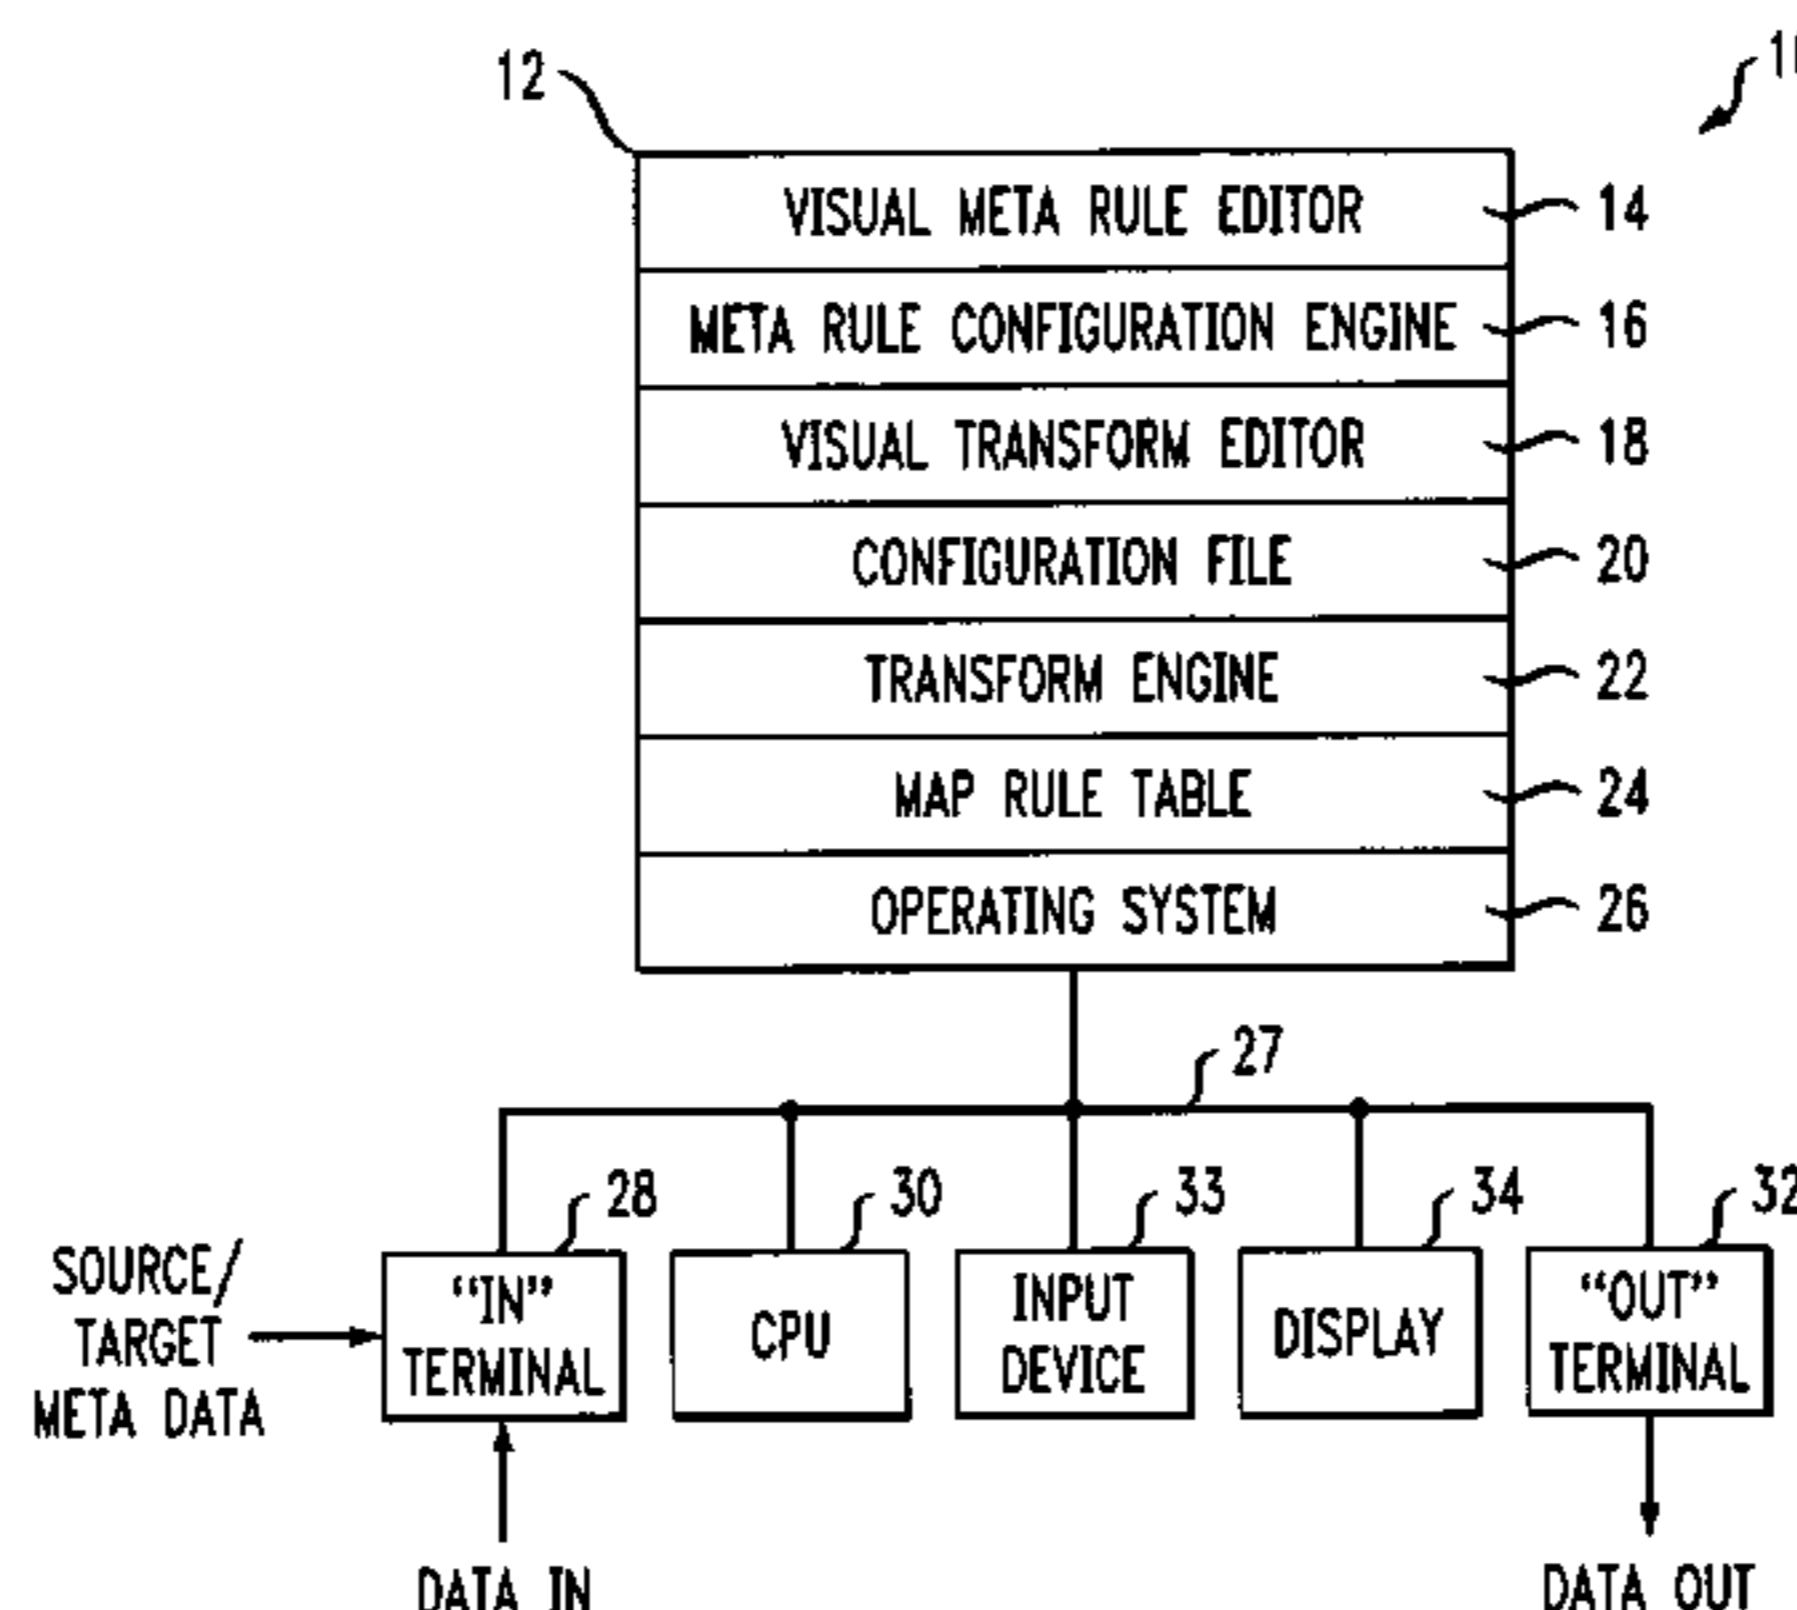 12
VISUAL META RULE EDITOR 14
META RULE CONFIGURATION ENGINE 16
VISUAL TRANSFORM EDITOR 18
CONFIGURATION FILE 20
TRANSFORM ENGINE 22
MAP RULE TABLE 24
OPERATING SYSTEM 26
27
28 30 33 34 32
SOURCE/
TARGET
META DATA
“IN”
TERMINAL
CPU
INPUT
DEVICE
DISPLAY
“OUT”
TERMINAL
DATA IN
DATA OUT